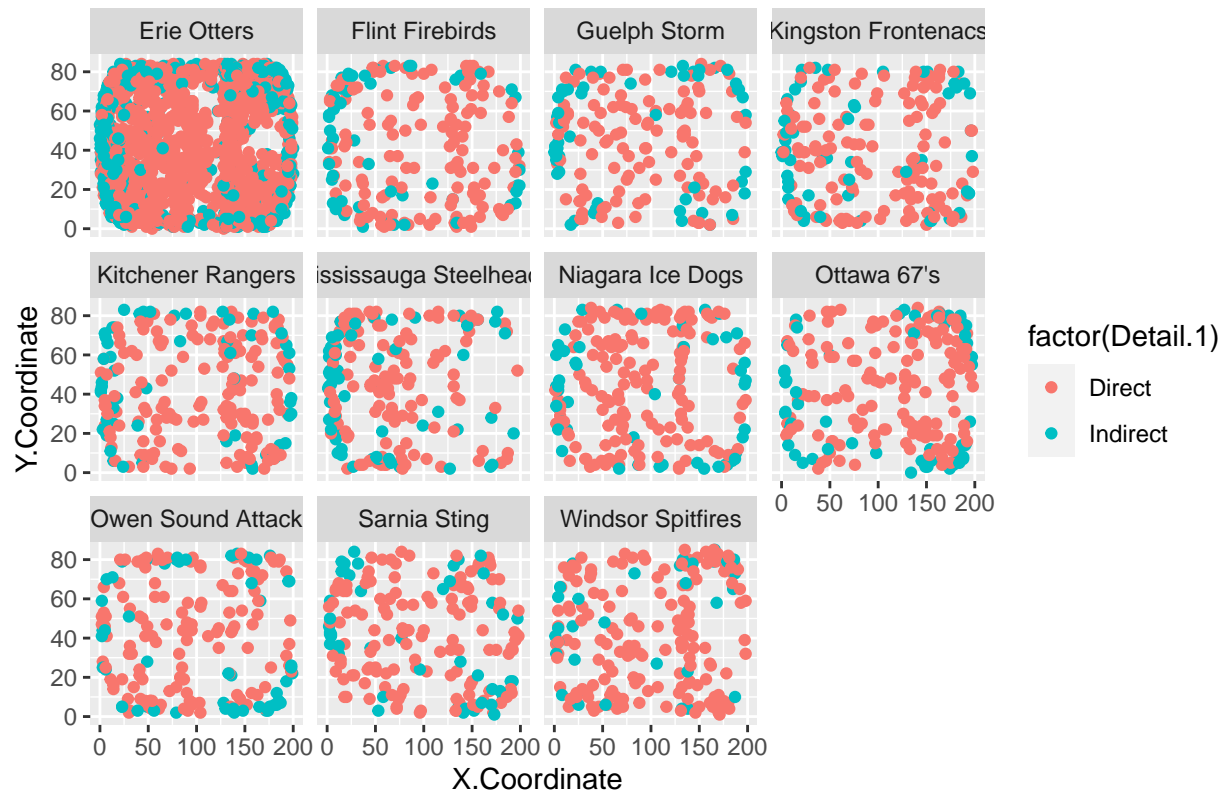 Erie Otters
Flint Firebirds
Guelph Storm
Kingston Frontenacs
80
60
40
20
0
Kitchener Rangers
ississauga Steelhead
Niagara Ice Dogs
Ottawa 67's
80
60
40
20
0
0 50 100 150 200
Owen Sound Attack
Sarnia Sting
Windsor Spitfires
80
60
40
20
0
0 50 100 150 200
0 50 100 150 200
0 50 100 150 200
X.Coordinate
Y.Coordinate
factor(Detail.1)
Direct
Indirect